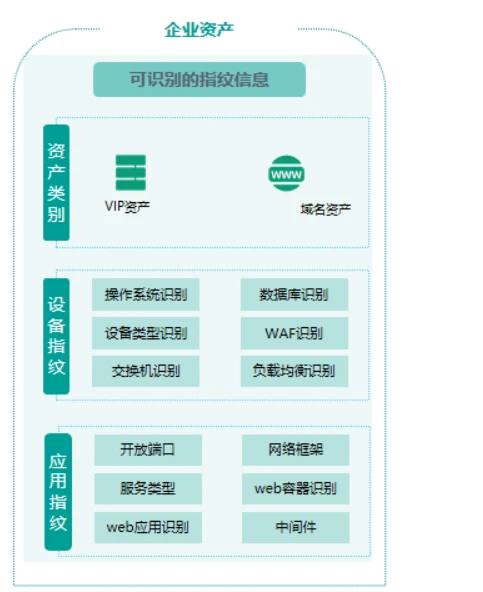 企业资产
可识别的指纹信息
资产类别
WWW
VIP资产
域名资产
设备指纹
操作系统识别
数据库识别
设备类型识别
WAF识别
交换机识别
负载均衡识别
应用指纹
开放端口
网络框架
服务类型
web容器识别
web应用识别
中间件